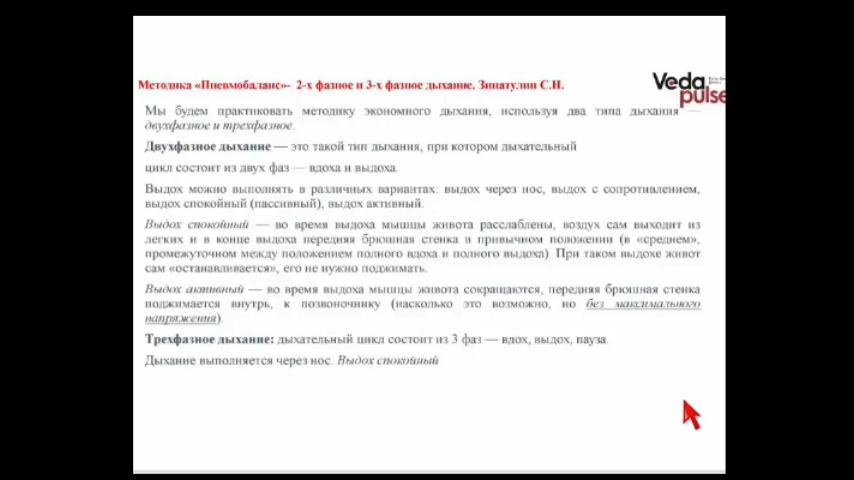 Методика «Пневмобаланс»- 2-х фазное и 3-х фазное дыхание. Зинатулин С.Н.
Veda
pulse
Мы будем практиковать методику экономного дыхания, используя два типа дыхания —
двухфазное и трехфазное.
Двухфазное дыхание — это такой тип дыхания, при котором дыхательный
цикл состоит из двух фаз — вдоха и выдоха.
Выдох можно выполнять в различных вариантах: выдох через нос, выдох с сопротивлением,
выдох спокойный (пассивный), выдох активный.
Выдох спокойный — во время выдоха мышцы живота расслаблены, воздух сам выходит из
легких и в конце выдоха передняя брюшная стенка в привычном положении (в «среднем»,
промежуточном между положением полного вдоха и полного выдоха). При таком выдохе живот
сам «останавливается», его не нужно поджимать.
Выдох активный — во время выдоха мышцы живота сокращаются, передняя брюшная стенка
поджимается внутрь, к позвоночнику (насколько это возможно, но без максимального
напряжения).
Трехфазное дыхание: дыхательный цикл состоит из 3 фаз — вдох, выдох, пауза.
Дыхание выполняется через нос. Выдох спокойный